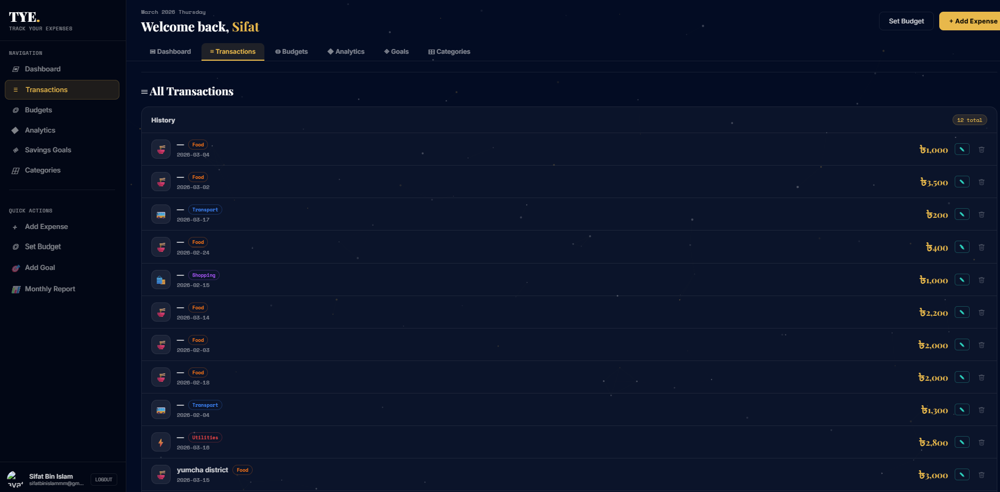 TYE.
TRACK YOUR EXPENSES
NAVIGATION
Dashboard
Transactions
Budgets
Analytics
Savings Goals
Categories
QUICK ACTIONS
+ Add Expense
Set Budget
Add Goal
Monthly Report
Sifat Bin Islam
sifatbinislammm@gm...
LOGOUT
March 2026 Thursday
Welcome back, Sifat
Set Budget
+ Add Expense
Dashboard
Transactions
Budgets
Analytics
Goals
Categories
All Transactions
History
12 total
— Food
2026-03-04
৳1,000
— Food
2026-03-02
৳3,500
— Transport
2026-03-17
৳200
— Food
2026-02-24
৳400
— Shopping
2026-02-15
৳1,000
— Food
2026-03-14
৳2,200
— Food
2026-02-03
৳2,000
— Food
2026-02-18
৳2,000
— Transport
2026-02-04
৳1,300
— Utilities
2026-03-16
৳2,800
yumcha district Food
2026-03-15
৳3,000